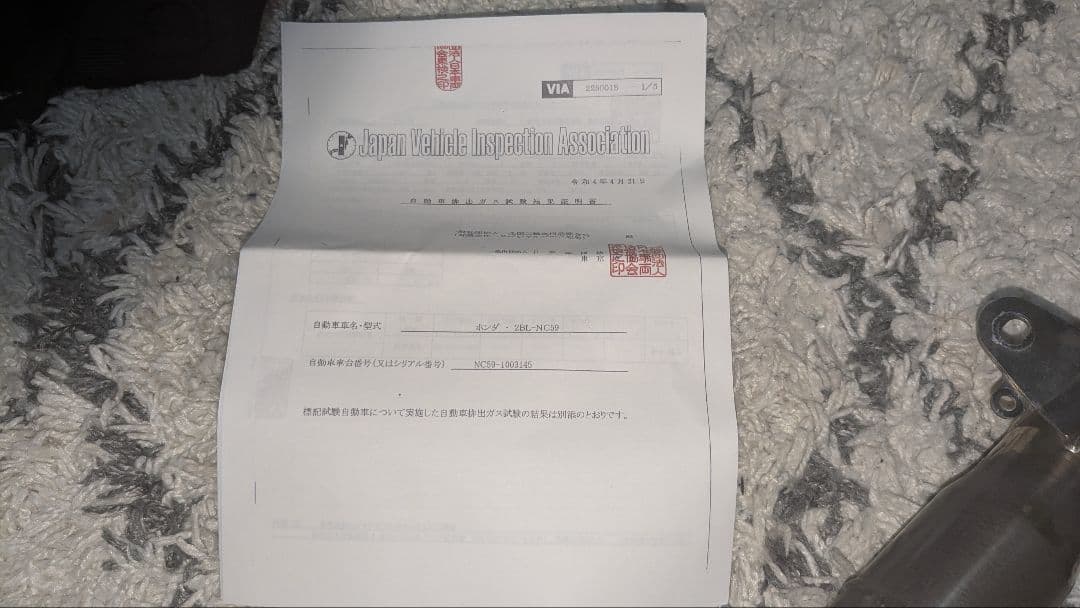 VIA 225001S 1/5
Japan Vehicle Inspection Association
令和4年4月21日
自動車排出ガス試験結果証明書
殿
東京
自動車車名・型式 ホンダ・2BL-NC59
自動車車台番号(又はシリアル番号) NC59-1003145
標記試験自動車について実施した自動車排出ガス試験の結果は別添のとおりです。